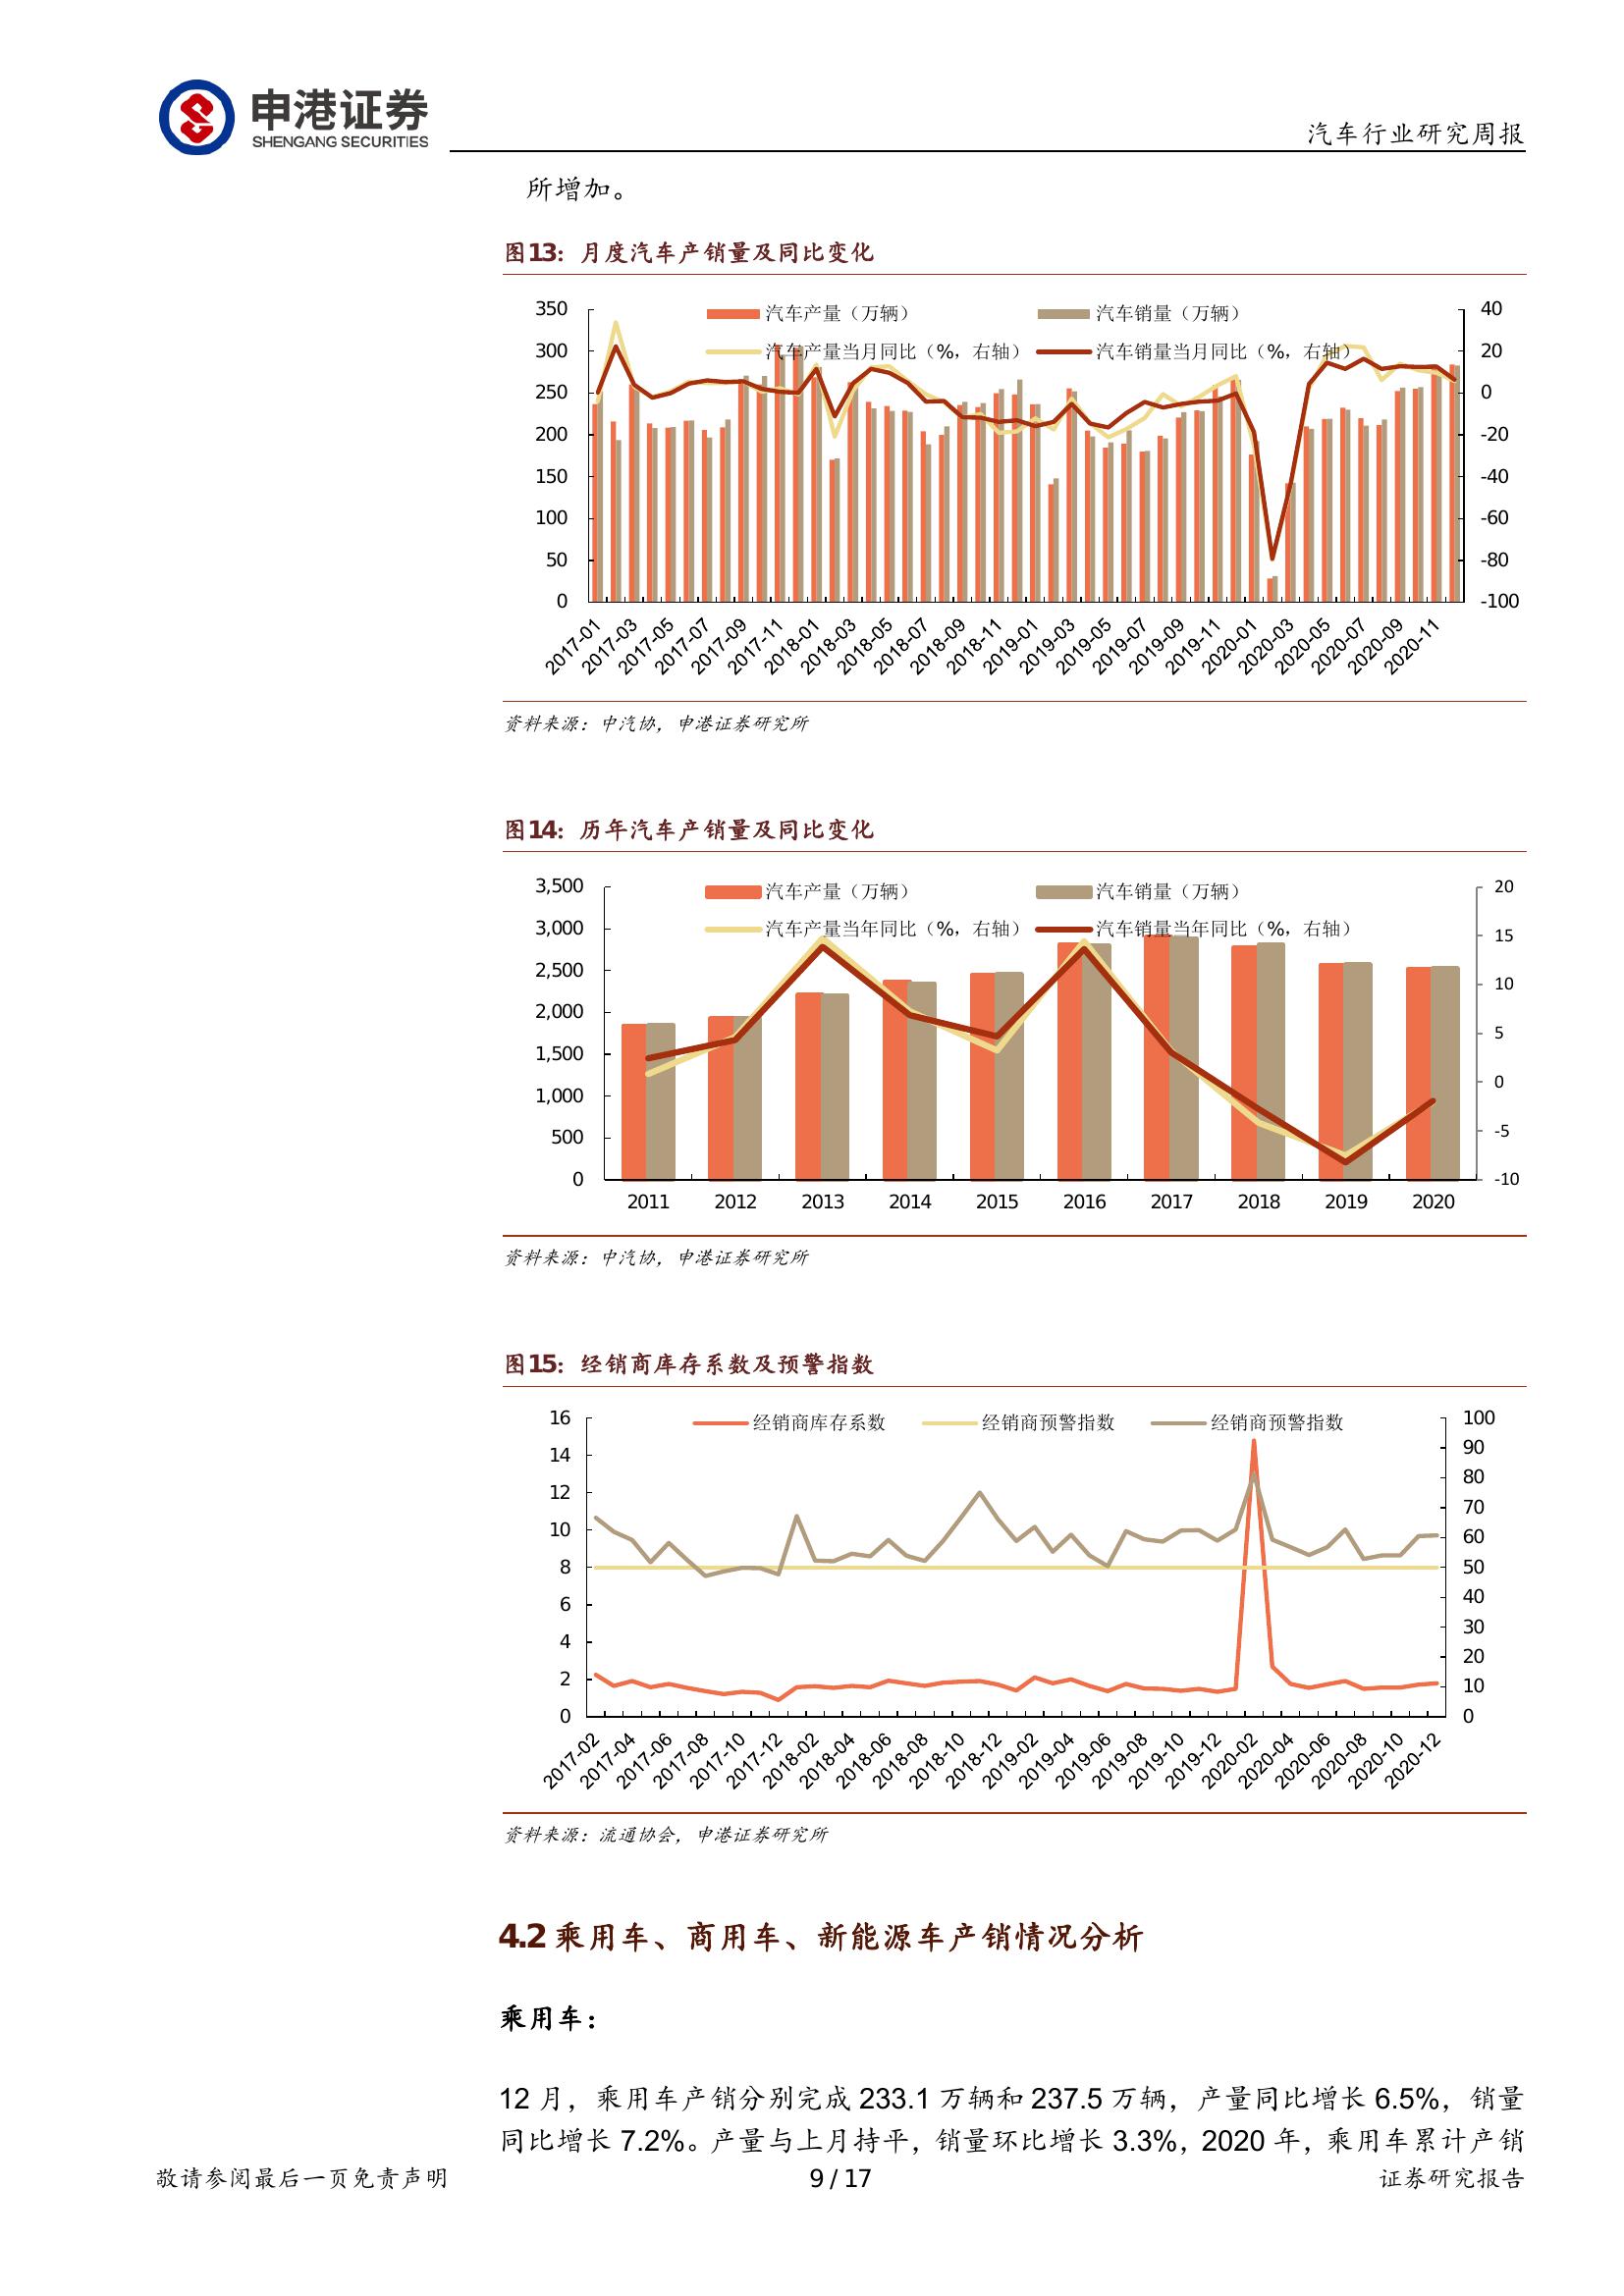 申港证券
SHENGANG SECURITIES
汽车行业研究周报
所增加。
图13：月度汽车产销量及同比变化
汽车产量（万辆） 汽车销量（万辆）
汽车产量当月同比（%，右轴） 汽车销量当月同比（%，右轴）
350 40
300 20
250 0
200 -20
150 -40
100 -60
50 -80
0 -100
2017-01 2017-03 2017-05 2017-07 2017-09 2017-11 2018-01 2018-03 2018-05 2018-07 2018-09 2018-11 2019-01 2019-03 2019-05 2019-07 2019-09 2019-11 2020-01 2020-03 2020-05 2020-07 2020-09 2020-11
资料来源：中汽协，申港证券研究所
图14：历年汽车产销量及同比变化
汽车产量（万辆） 汽车销量（万辆）
汽车产量当年同比（%，右轴） 汽车销量当年同比（%，右轴）
3,500 20
3,000 15
2,500 10
2,000 5
1,500 0
1,000 -5
500 -10
0
2011 2012 2013 2014 2015 2016 2017 2018 2019 2020
资料来源：中汽协，申港证券研究所
图15：经销商库存系数及预警指数
经销商库存系数 经销商预警指数 经销商预警指数
16 100
14 90
12 80
10 70
8 60
6 50
4 40
2 30
0 20
10
0
2017-02 2017-04 2017-06 2017-08 2017-10 2017-12 2018-02 2018-04 2018-06 2018-08 2018-10 2018-12 2019-02 2019-04 2019-06 2019-08 2019-10 2019-12 2020-02 2020-04 2020-06 2020-08 2020-10 2020-12
资料来源：流通协会，申港证券研究所
4.2 乘用车、商用车、新能源车产销情况分析
乘用车：
12 月，乘用车产销分别完成 233.1 万辆和 237.5 万辆，产量同比增长 6.5%，销量
同比增长 7.2%。产量与上月持平，销量环比增长 3.3%，2020 年，乘用车累计产销
敬请参阅最后一页免责声明 9 / 17 证券研究报告